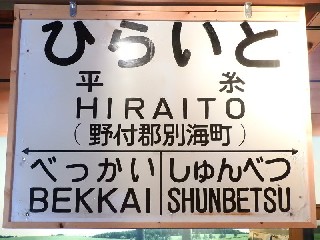 ひらいと
平糸
HIRAITO
(野付郡別海町)
べっかい しゅんべつ
BEKKAI SHUNBETSU